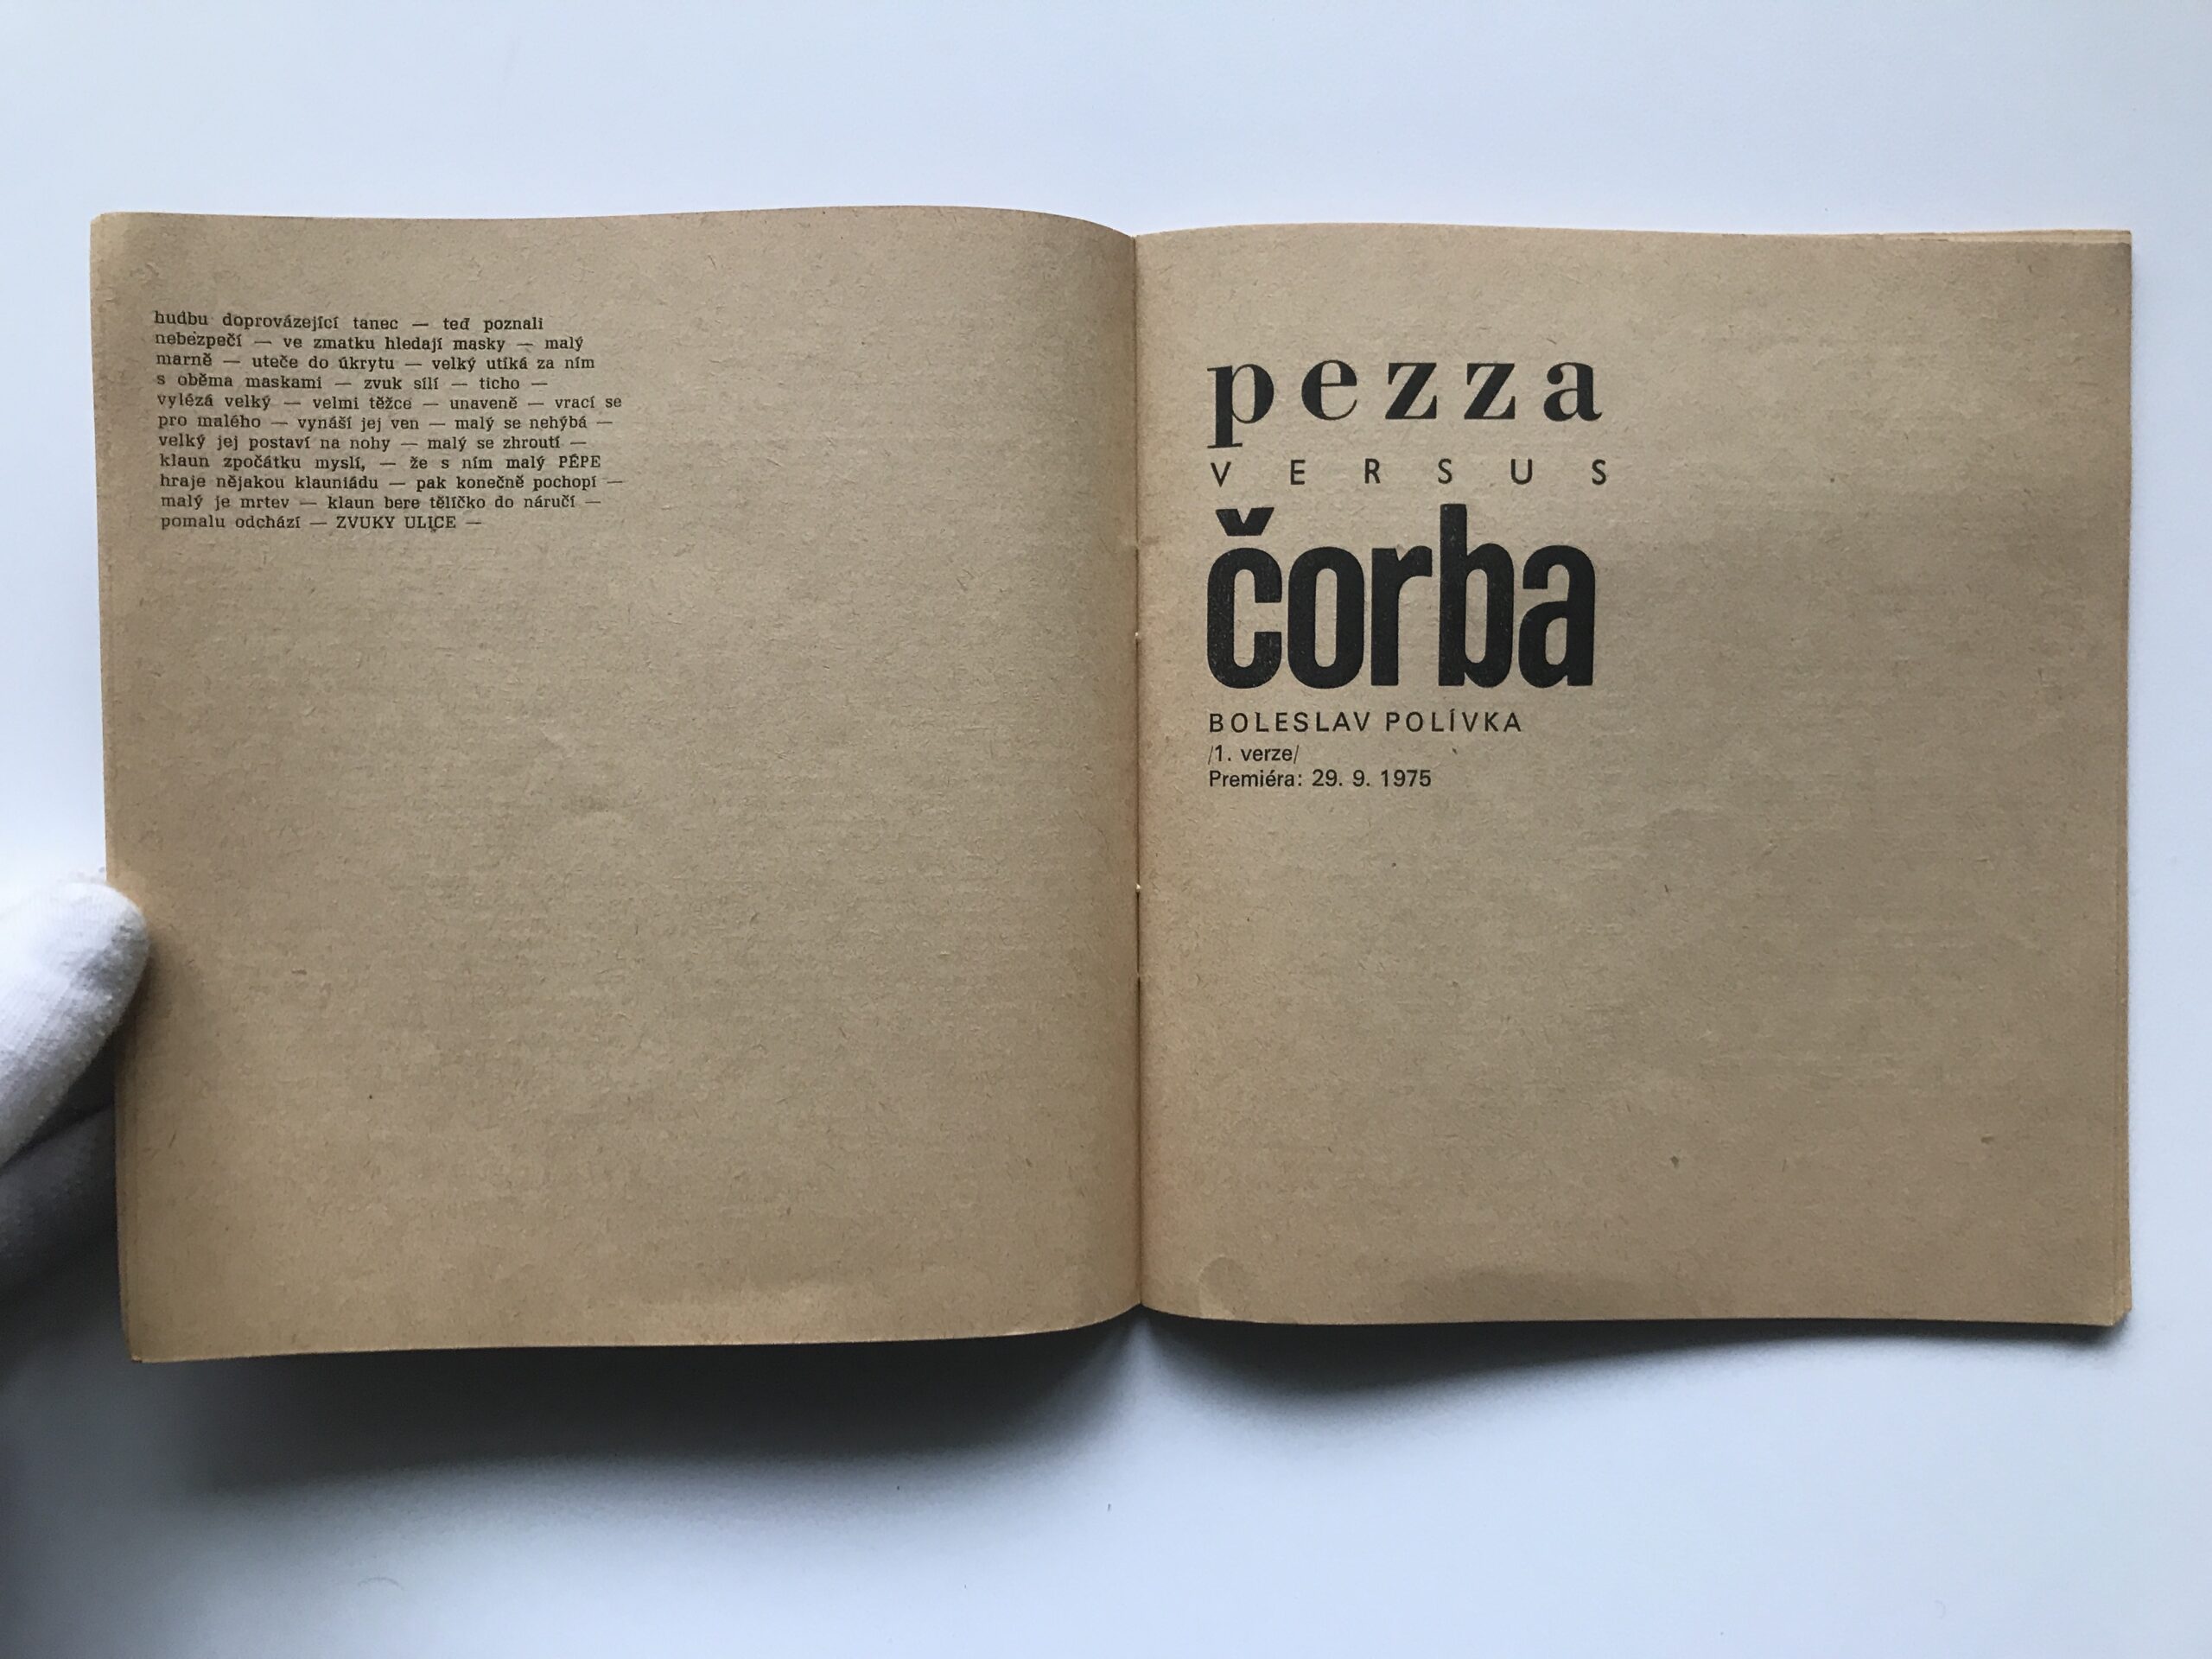 hudbu doprovázející tanec — teď poznali
nebezpečí — ve zmatku hledají masky — malý
marně — uteče do úkrytu — velký utíká za ním
s oběma maskami — zvuk sílí — ticho —
vylézá velký — velmi těžce — unaveně — vrací se
pro malého — vynáší jej ven — malý se nehýbá —
velký jej postaví na nohy — malý se zhroutí —
klaun zpočátku myslí, — že s ním malý PÉPE
hraje nějakou klauniádu — pak konečně pochopí —
malý je mrtev — klaun bere tělíčko do náručí —
pomalu odchází — ZVUKY ULICE —
pezza
VERSUS
čorba
BOLESLAV POLÍVKA
/1. verze/
Premiéra: 29. 9. 1975